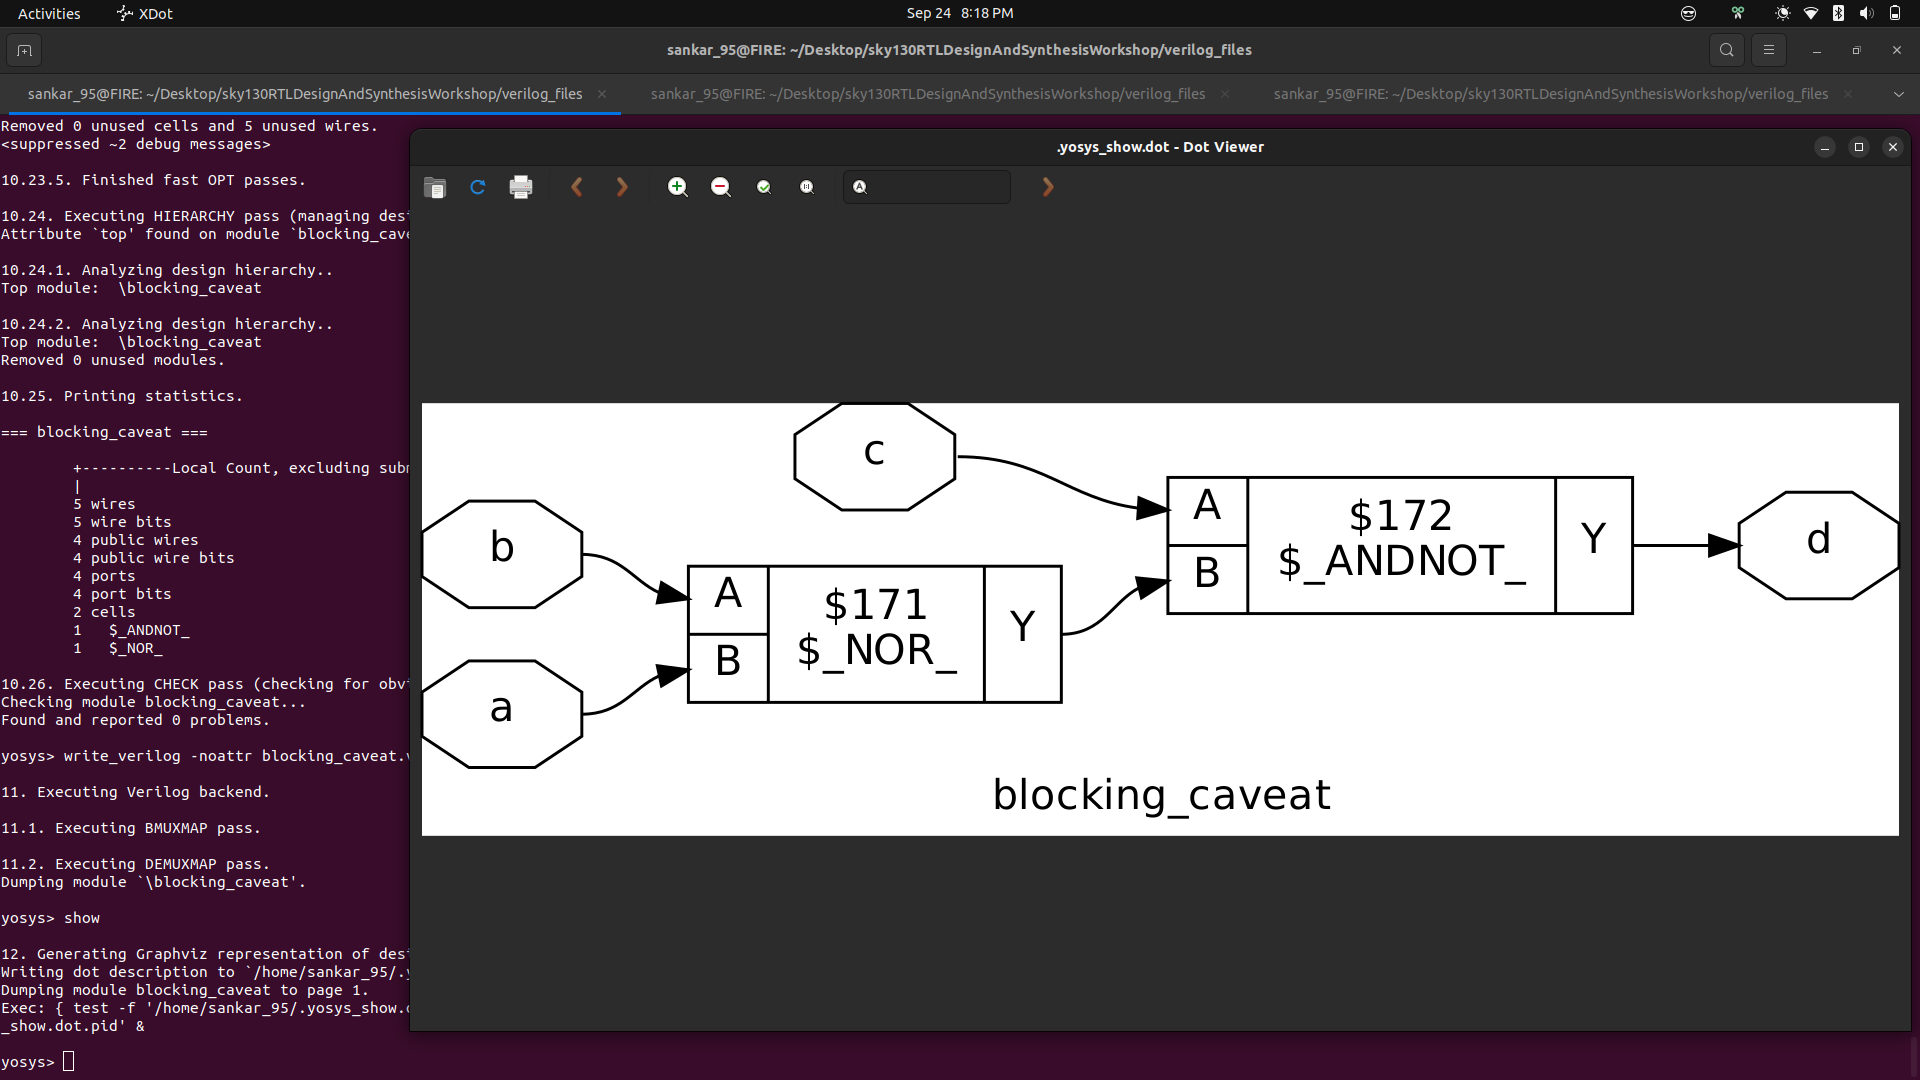 Activities
XDot
Sep 24 8:18 PM
sankar_95@FIRE: ~/Desktop/sky130RTLDesignAndSynthesisWorkshop/verilog_files
sankar_95@FIRE: ~/Desktop/sky130RTLDesignAndSynthesisWorkshop/verilog_files
sankar_95@FIRE: ~/Desktop/sky130RTLDesignAndSynthesisWorkshop/verilog_files
sankar_95@FIRE: ~/Desktop/sky130RTLDesignAndSynthesisWorkshop/verilog_files
Removed 0 unused cells and 5 unused wires.
<suppressed ~2 debug messages>
10.23.5. Finished fast OPT passes.
10.24. Executing HIERARCHY pass (managing des
Attribute `top' found on module `blocking_cav
10.24.1. Analyzing design hierarchy..
Top module:  \blocking_caveat
10.24.2. Analyzing design hierarchy..
Top module:  \blocking_caveat
Removed 0 unused modules.
10.25. Printing statistics.
=== blocking_caveat ===
+----------Local Count, excluding sub
|
5 wires
5 wire bits
4 public wires
4 public wire bits
4 ports
4 port bits
2 cells
1   $_ANDNOT_
1   $_NOR_
10.26. Executing CHECK pass (checking for obv
Checking module blocking_caveat...
Found and reported 0 problems.
yosys> write_verilog -noattr blocking_caveat.
11. Executing Verilog backend.
11.1. Executing BMUXMAP pass.
11.2. Executing DEMUXMAP pass.
Dumping module `\blocking_caveat'.
yosys> show
12. Generating Graphviz representation of des
Writing dot description to `/home/sankar_95/.
Dumping module blocking_caveat to page 1.
Exec: { test -f '/home/sankar_95/.yosys_show.
_show.dot.pid' &
yosys>
.yosys_show.dot - Dot Viewer
c
b
a
A
B
$171
$_NOR_
Y
A
B
$172
$_ANDNOT_
Y
d
blocking_caveat